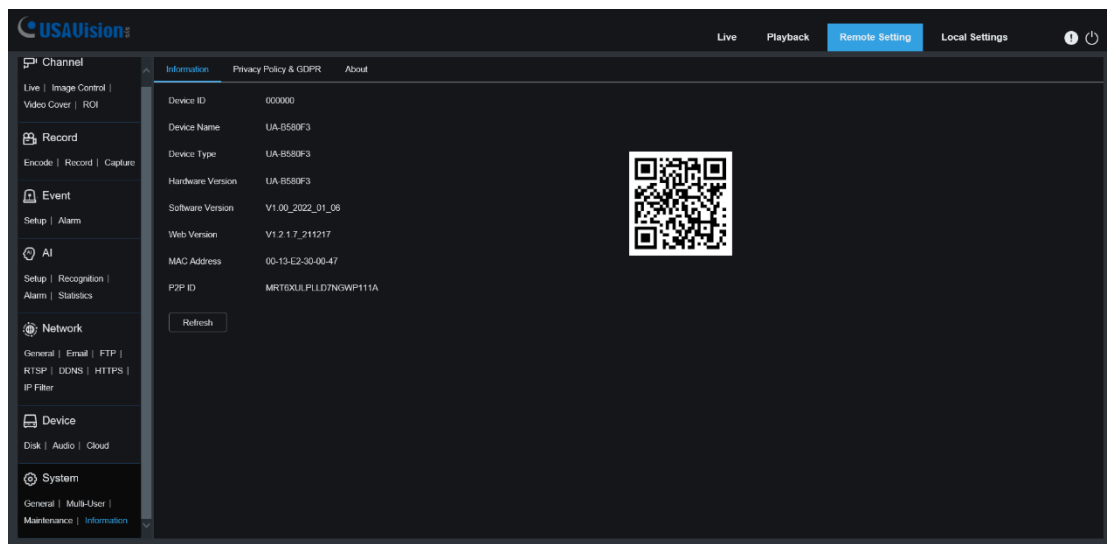 USAVision
Live
Playback
Remote Setting
Local Settings
Channel
Live | Image Control |
Video Cover | ROI
Record
Encode | Record | Capture
Event
Setup | Alarm
AI
Setup | Recognition |
Alarm | Statistics
Network
General | Email | FTP |
RTSP | DDNS | HTTPS |
IP Filter
Device
Disk | Audio | Cloud
System
General | Multi-User |
Maintenance | Information
Information Privacy Policy & GDPR About
Device ID 000000
Device Name UA-B580F3
Device Type UA-B580F3
Hardware Version UA-B580F3
Software Version V1.00_2022_01_06
Web Version V1.2.1.7_211217
MAC Address 00-13-E2-30-00-47
P2P ID MRT6XULPLLD7NGWP111A
Refresh